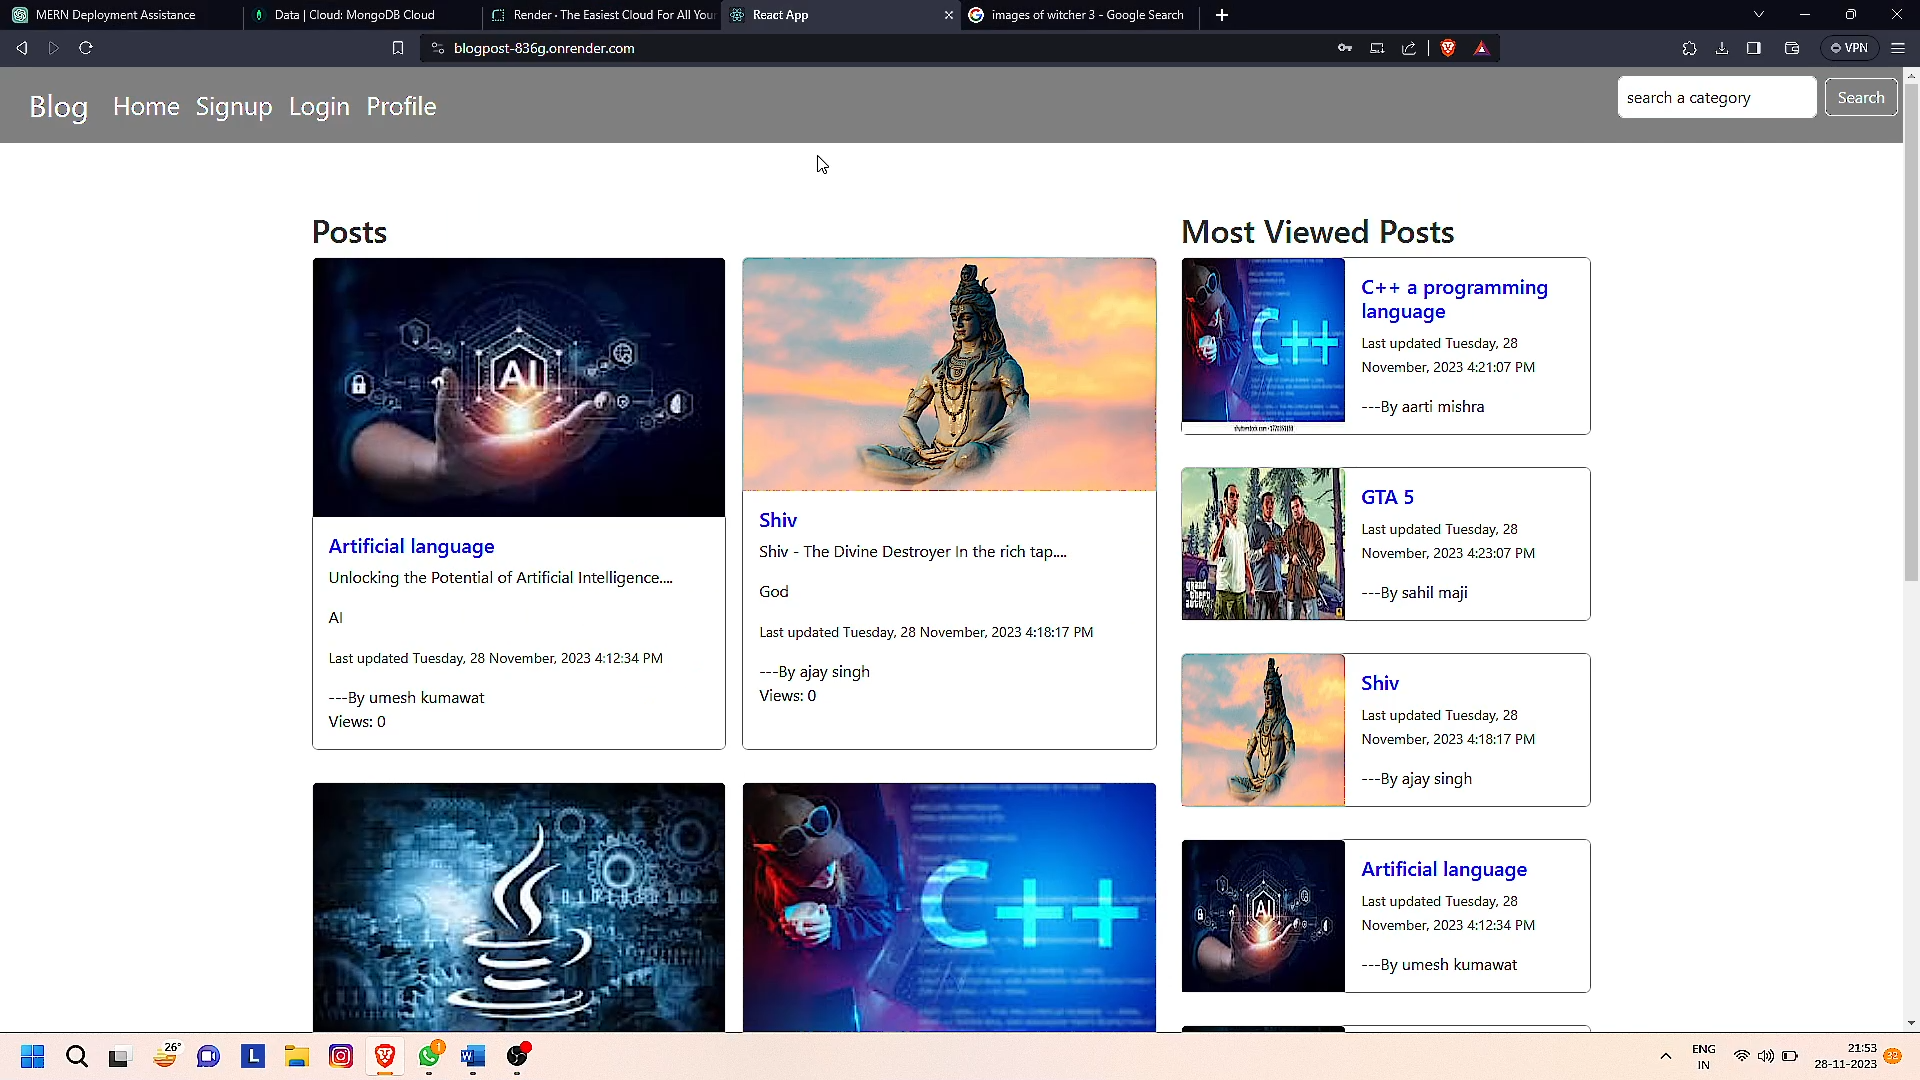 MERN Deployment Assistance
Data | Cloud: MongoDB Cloud
Render · The Easiest Cloud For All Your
React App
images of witcher 3 - Google Search
blogpost-836g.onrender.com
VPN
Blog Home Signup Login Profile
search a category
Search
Posts
AI
Artificial language
Unlocking the Potential of Artificial Intelligence....
AI
Last updated Tuesday, 28 November, 2023 4:12:34 PM
---By umesh kumawat
Views: 0
Shiv
Shiv - The Divine Destroyer In the rich tap....
God
Last updated Tuesday, 28 November, 2023 4:18:17 PM
---By ajay singh
Views: 0
C++
Most Viewed Posts
C++
C++ a programming
language
Last updated Tuesday, 28
November, 2023 4:21:07 PM
---By aarti mishra
grand
theft
auto
GTA 5
Last updated Tuesday, 28
November, 2023 4:23:07 PM
---By sahil maji
Shiv
Last updated Tuesday, 28
November, 2023 4:18:17 PM
---By ajay singh
AI
Artificial language
Last updated Tuesday, 28
November, 2023 4:12:34 PM
---By umesh kumawat
26°
L
1
W
ENG
IN
21:53
28-11-2023